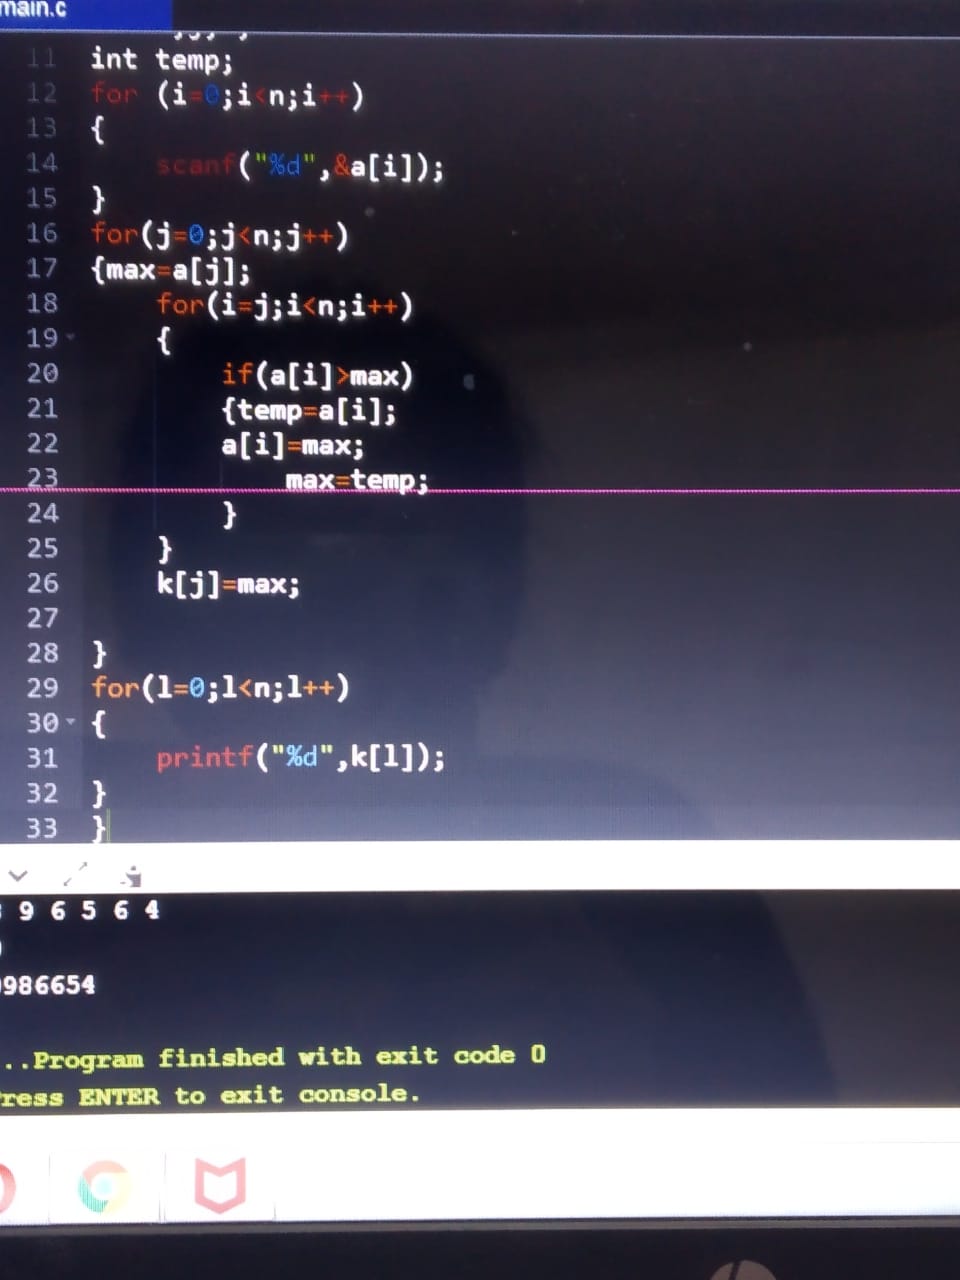 main.c
11 int temp;
12 for (i=0;i<n;i++)
13 {
14 scanf("%d",&a[i]);
15 }
16 for(j=0;j<n;j++)
17 {max=a[j];
18 for(i=j;i<n;i++)
19 {
20 if(a[i]>max)
21 {temp=a[i];
22 a[i]=max;
23 max=temp;
24 }
25 }
26 k[j]=max;
27
28 }
29 for(l=0;l<n;l++)
30 {
31 printf("%d",k[l]);
32 }
33 }
9 6 5 6 4
986654
...Program finished with exit code 0
ress ENTER to exit console.